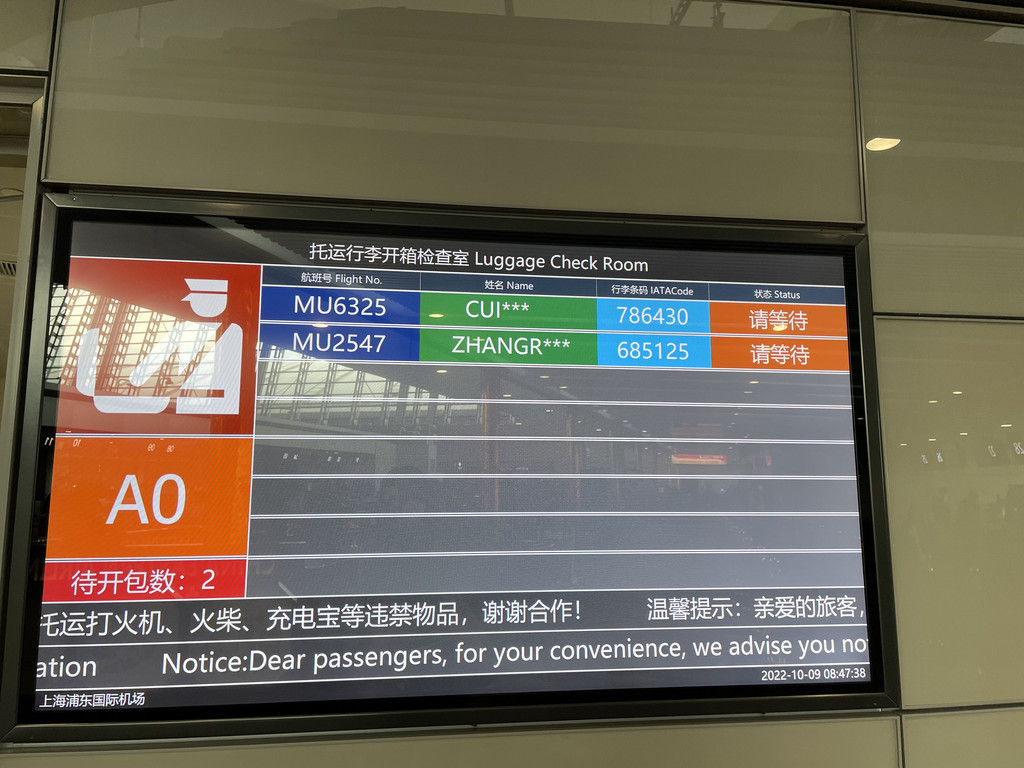 托运行李开箱检查室 Luggage Check Room
航班号 Flight No. 姓名 Name 行李条码 IATACode 状态 Status
MU6325 CUI*** 786430 请等待
MU2547 ZHANGR*** 685125 请等待
A0
待开包数：2
托运打火机、火柴、充电宝等违禁物品，谢谢合作！ 温馨提示：亲爱的旅客，
ation Notice:Dear passengers, for your convenience, we advise you no
2022-10-09 08:47:38
上海浦东国际机场